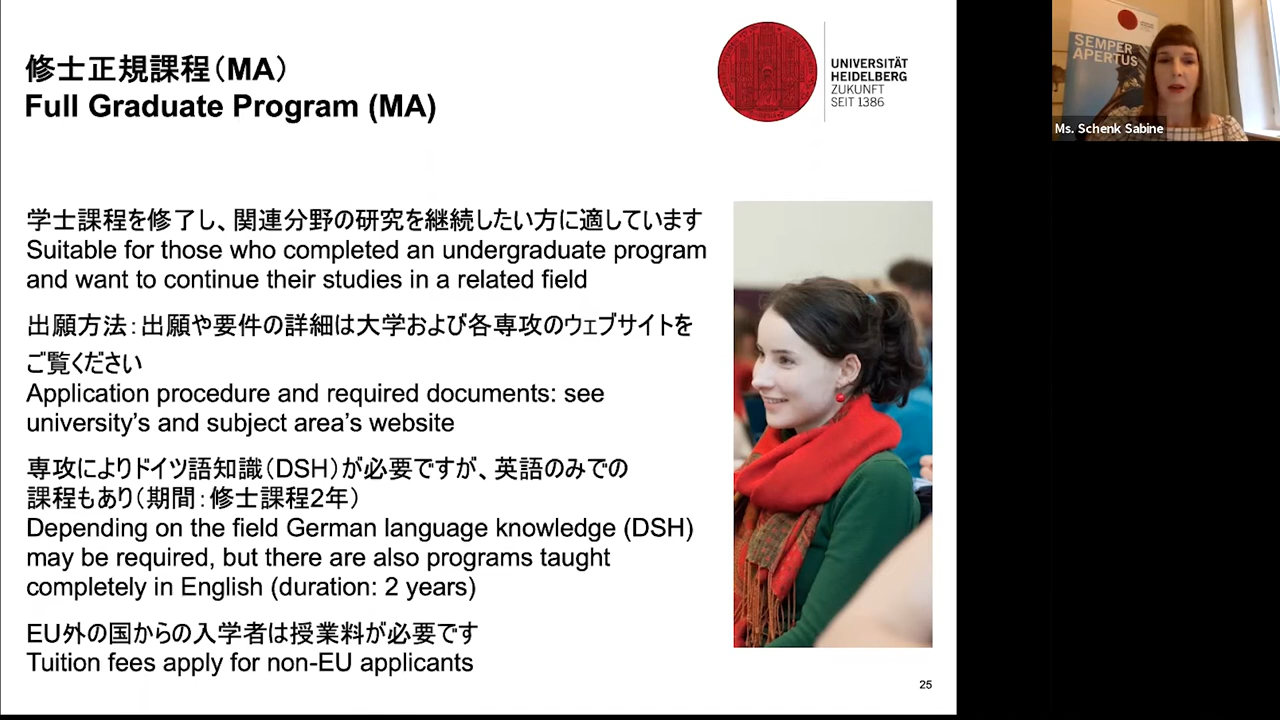 修士正規課程（MA）
Full Graduate Program (MA)
UNIVERSITÄT
HEIDELBERG
ZUKUNFT
SEIT 1386
SEMPER
APERTUS
Ms. Schenk Sabine
学士課程を修了し、関連分野の研究を継続したい方に適しています
Suitable for those who completed an undergraduate program
and want to continue their studies in a related field
出願方法：出願や要件の詳細は大学および各専攻のウェブサイトを
ご覧ください
Application procedure and required documents: see
university’s and subject area’s website
専攻によりドイツ語知識（DSH）が必要ですが、英語のみでの
課程もあり（期間：修士課程2年）
Depending on the field German language knowledge (DSH)
may be required, but there are also programs taught
completely in English (duration: 2 years)
EU外の国からの入学者は授業料が必要です
Tuition fees apply for non-EU applicants
25